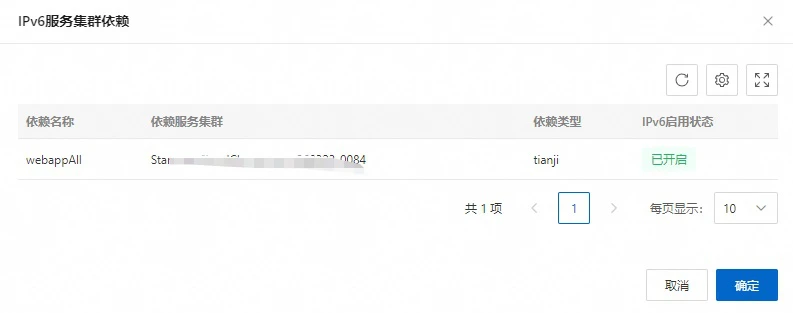 IPv6服务集群依赖
依赖名称 依赖服务集群 依赖类型 IPv6启用状态
webappAll Star 0084 tianji 已开启
共 1 项 1 每页显示: 10
取消 确定